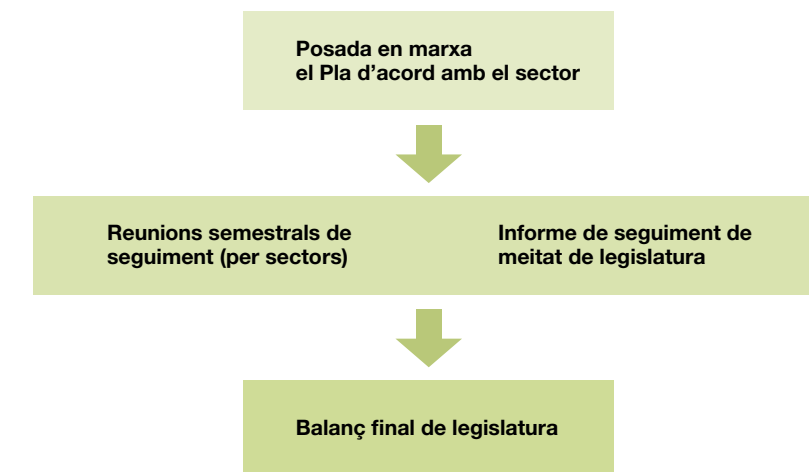 Posada en marxa
el Pla d'acord amb el sector
Reunions semestrals de
seguiment (per sectors)
Informe de seguiment de
meitat de legislatura
Balanç final de legislatura